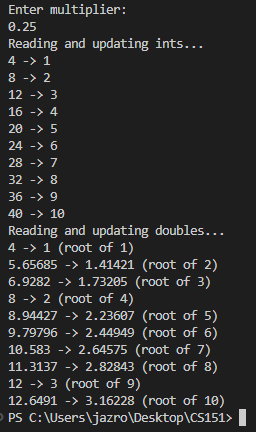 Enter multiplier:
0.25
Reading and updating ints...
4 -> 1
8 -> 2
12 -> 3
16 -> 4
20 -> 5
24 -> 6
28 -> 7
32 -> 8
36 -> 9
40 -> 10
Reading and updating doubles...
4 -> 1 (root of 1)
5.65685 -> 1.41421 (root of 2)
6.9282 -> 1.73205 (root of 3)
8 -> 2 (root of 4)
8.94427 -> 2.23607 (root of 5)
9.79796 -> 2.44949 (root of 6)
10.583 -> 2.64575 (root of 7)
11.3137 -> 2.82843 (root of 8)
12 -> 3 (root of 9)
12.6491 -> 3.16228 (root of 10)
PS C:\Users\jazro\Desktop\CS151>